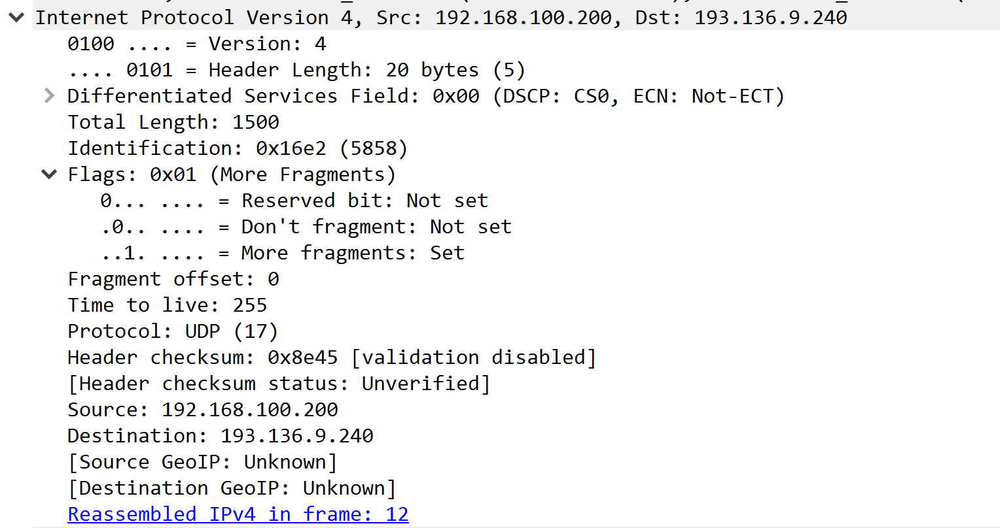 Internet Protocol Version 4, Src: 192.168.100.200, Dst: 193.136.9.240
0100 .... = Version: 4
.... 0101 = Header Length: 20 bytes (5)
Differentiated Services Field: 0x00 (DSCP: CS0, ECN: Not-ECT)
Total Length: 1500
Identification: 0x16e2 (5858)
Flags: 0x01 (More Fragments)
0... .... = Reserved bit: Not set
.0.. .... = Don't fragment: Not set
..1. .... = More fragments: Set
Fragment offset: 0
Time to live: 255
Protocol: UDP (17)
Header checksum: 0x8e45 [validation disabled]
[Header checksum status: Unverified]
Source: 192.168.100.200
Destination: 193.136.9.240
[Source GeoIP: Unknown]
[Destination GeoIP: Unknown]
Reassembled IPv4 in frame: 12